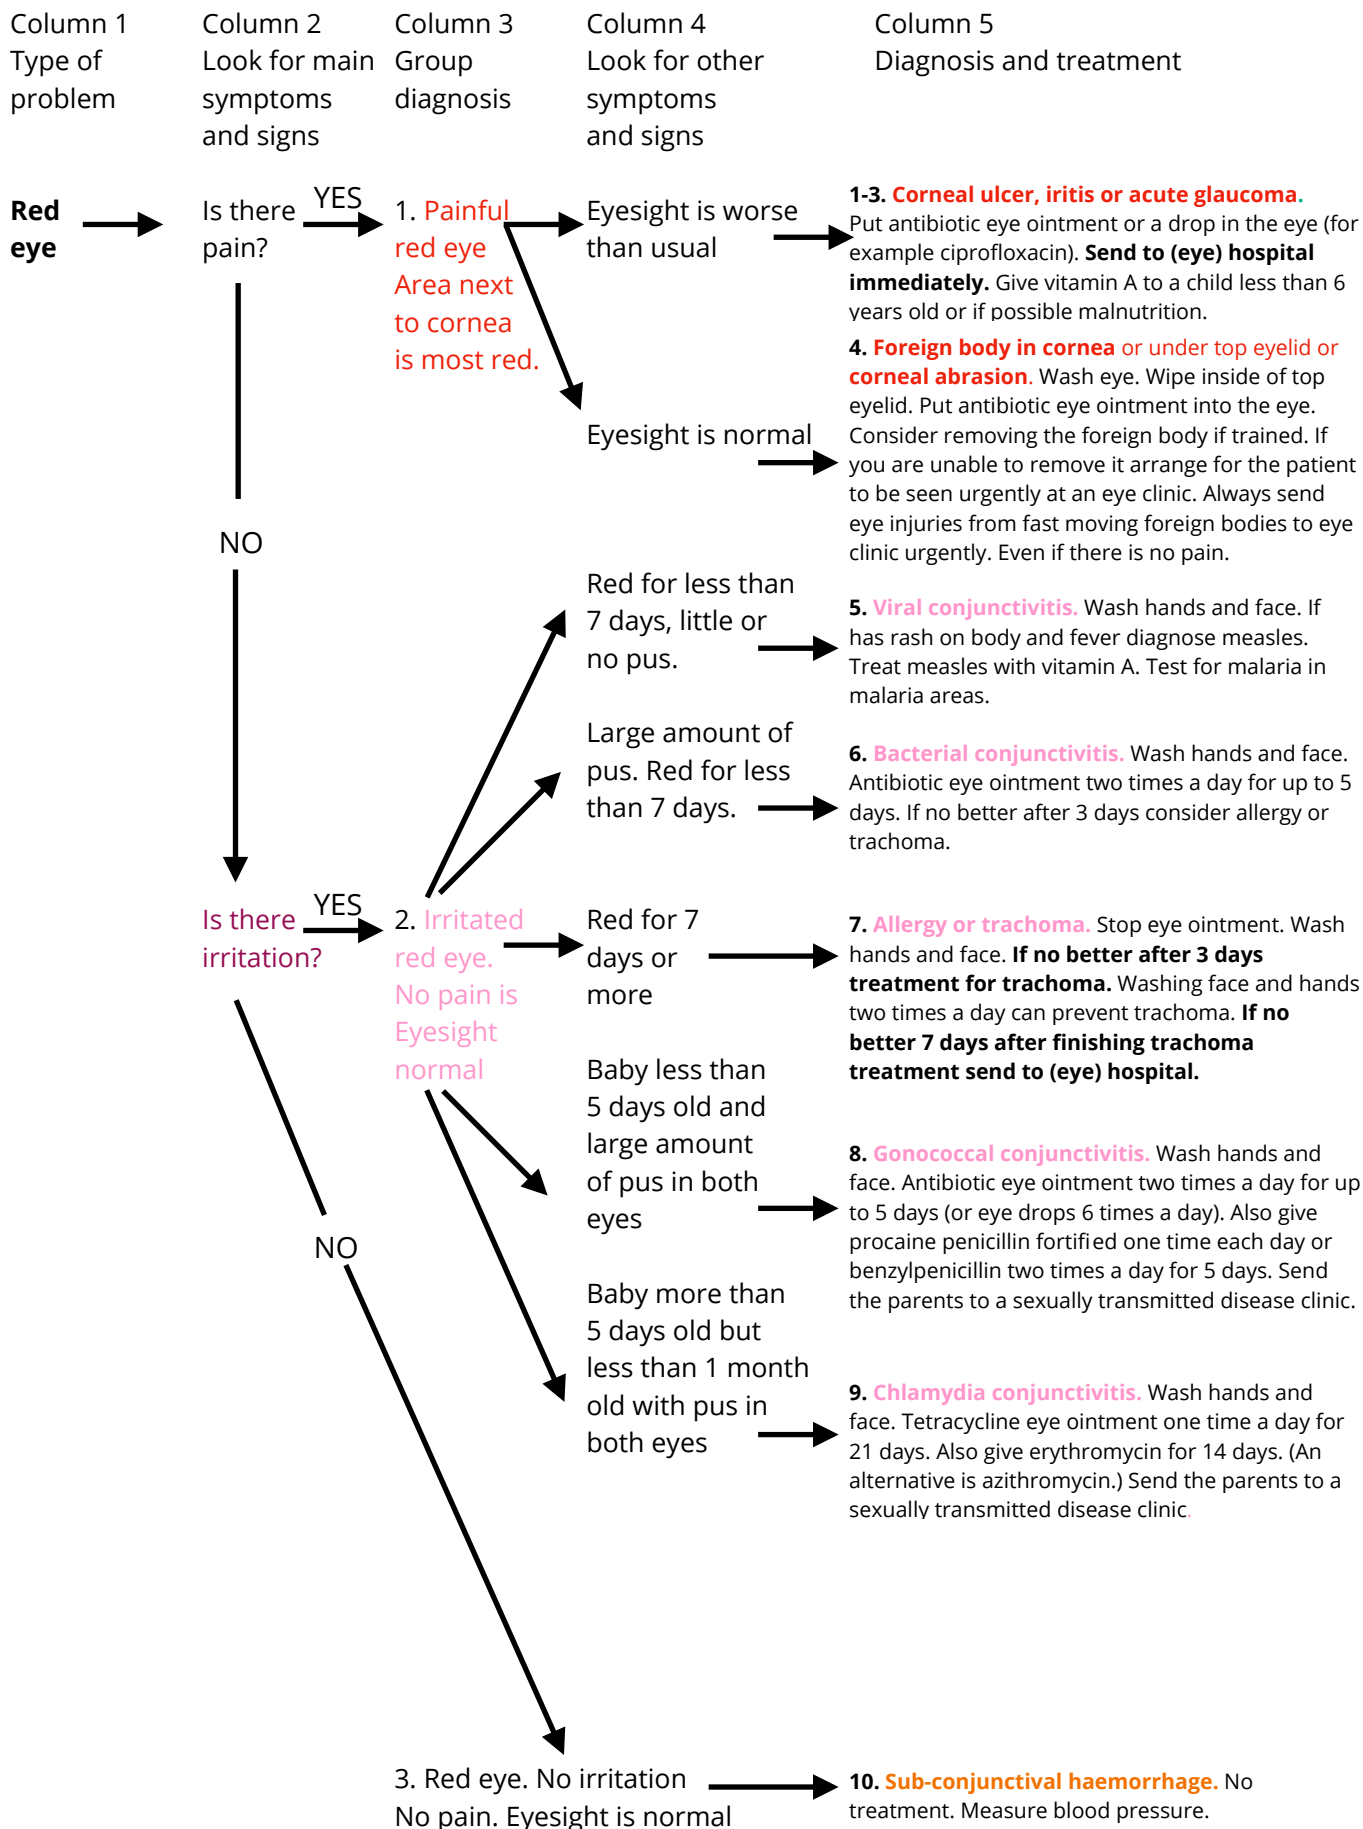 Column 1
Type of
problem
Column 2
Look for main
symptoms
and signs
Column 3
Group
diagnosis
Column 4
Look for other
symptoms
and signs
Column 5
Diagnosis and treatment
Red
eye
Is there
pain?
YES
1. Painful
red eye
Area next
to cornea
is most red.
Eyesight is worse
than usual
1-3. Corneal ulcer, iritis or acute glaucoma.
Put antibiotic eye ointment or a drop in the eye (for
example ciprofloxacin). Send to (eye) hospital
immediately. Give vitamin A to a child less than 6
years old or if possible malnutrition.
Eyesight is normal
4. Foreign body in cornea or under top eyelid or
corneal abrasion. Wash eye. Wipe inside of top
eyelid. Put antibiotic eye ointment into the eye.
Consider removing the foreign body if trained. If
you are unable to remove it arrange for the patient
to be seen urgently at an eye clinic. Always send
eye injuries from fast moving foreign bodies to eye
clinic urgently. Even if there is no pain.
NO
Is there
irritation?
YES
2. Irritated
red eye.
No pain is
Eyesight
normal
Red for less than
7 days, little or
no pus.
5. Viral conjunctivitis. Wash hands and face. If
has rash on body and fever diagnose measles.
Treat measles with vitamin A. Test for malaria in
malaria areas.
Large amount of
pus. Red for less
than 7 days.
6. Bacterial conjunctivitis. Wash hands and face.
Antibiotic eye ointment two times a day for up to 5
days. If no better after 3 days consider allergy or
trachoma.
Red for 7
days or
more
7. Allergy or trachoma. Stop eye ointment. Wash
hands and face. If no better after 3 days
treatment for trachoma. Washing face and hands
two times a day can prevent trachoma. If no
better 7 days after finishing trachoma
treatment send to (eye) hospital.
Baby less than
5 days old and
large amount
of pus in both
eyes
8. Gonococcal conjunctivitis. Wash hands and
face. Antibiotic eye ointment two times a day for up
to 5 days (or eye drops 6 times a day). Also give
procaine penicillin fortified one time each day or
benzylpenicillin two times a day for 5 days. Send
the parents to a sexually transmitted disease clinic.
Baby more than
5 days old but
less than 1 month
old with pus in
both eyes
9. Chlamydia conjunctivitis. Wash hands and
face. Tetracycline eye ointment one time a day for
21 days. Also give erythromycin for 14 days. (An
alternative is azithromycin.) Send the parents to a
sexually transmitted disease clinic.
NO
3. Red eye. No irritation
No pain. Eyesight is normal
10. Sub-conjunctival haemorrhage. No
treatment. Measure blood pressure.